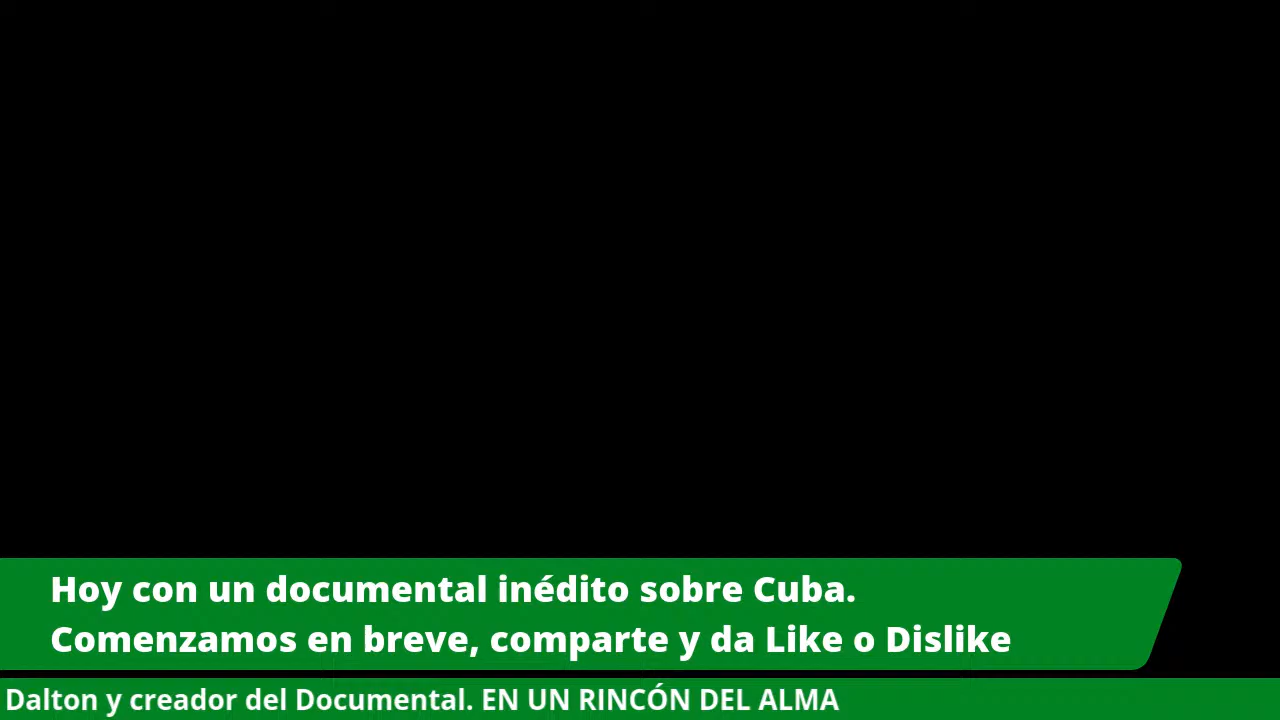 Hoy con un documental inédito sobre Cuba.
Comenzamos en breve, comparte y da Like o Dislike
Dalton y creador del Documental. EN UN RINCÓN DEL ALMA